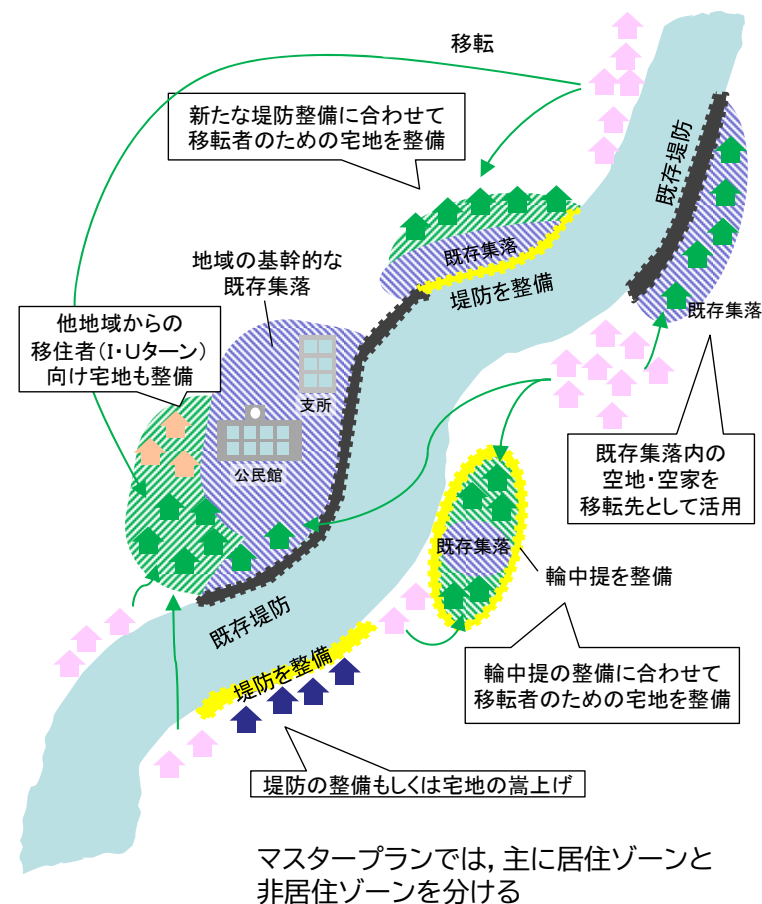 移転
新たな堤防整備に合わせて
移転者のための宅地を整備
既存堤防
既存集落
堤防を整備
地域の基幹的な
既存集落
既存集落
他地域からの
移住者(I・Uターン)
向け宅地も整備
支所
公民館
既存集落内の
空地・空家を
移転先として活用
既存集落
輪中提を整備
既存堤防
堤防を整備
輪中提の整備に合わせて
移転者のための宅地を整備
堤防の整備もしくは宅地の嵩上げ
マスタープランでは, 主に居住ゾーンと
非居住ゾーンを分ける